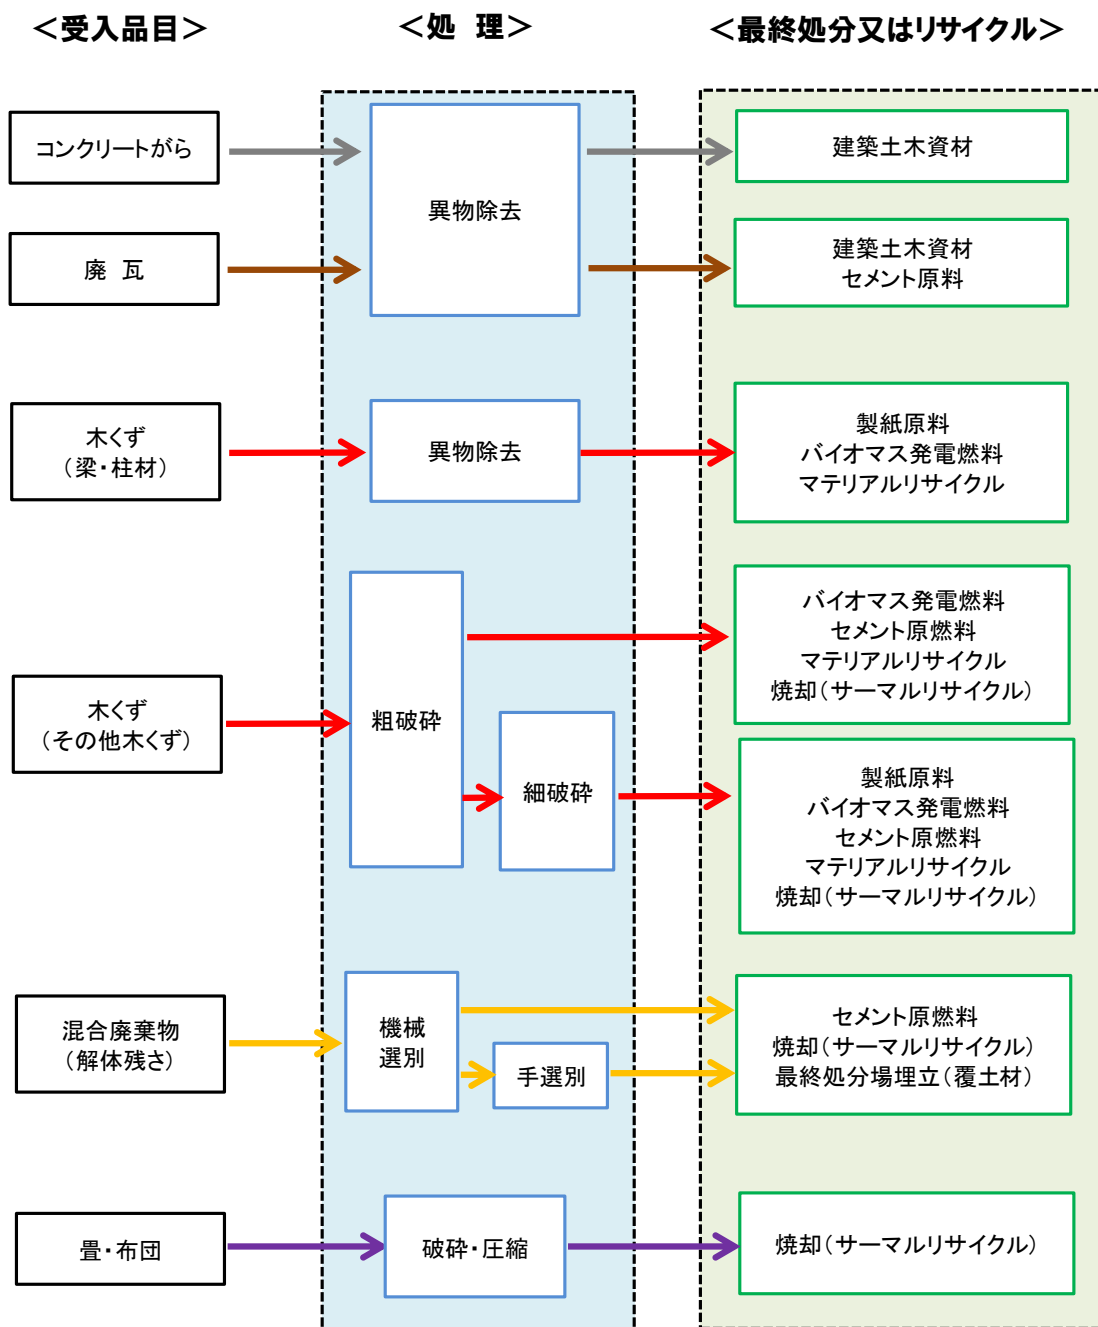 ＜受入品目＞
＜処 理＞
＜最終処分又はリサイクル＞
コンクリートがら
異物除去
建築土木資材
廃 瓦
建築土木資材
セメント原料
木くず
（梁・柱材）
異物除去
製紙原料
バイオマス発電燃料
マテリアルリサイクル
木くず
（その他木くず）
粗破砕
バイオマス発電燃料
セメント原燃料
マテリアルリサイクル
焼却（サーマルリサイクル）
細破砕
製紙原料
バイオマス発電燃料
セメント原燃料
マテリアルリサイクル
焼却（サーマルリサイクル）
混合廃棄物
（解体残さ）
機械
選別
手選別
セメント原燃料
焼却（サーマルリサイクル）
最終処分場埋立（覆土材）
畳・布団
破砕・圧縮
焼却（サーマルリサイクル）